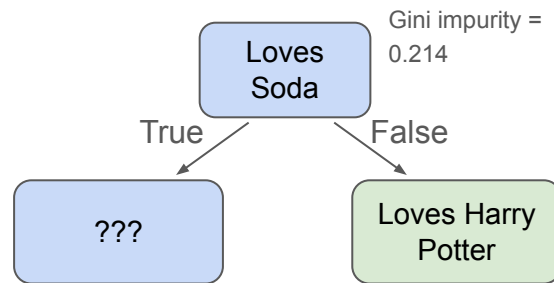 Gini impurity =
0.214
Loves
Soda
True
False
???
Loves Harry
Potter